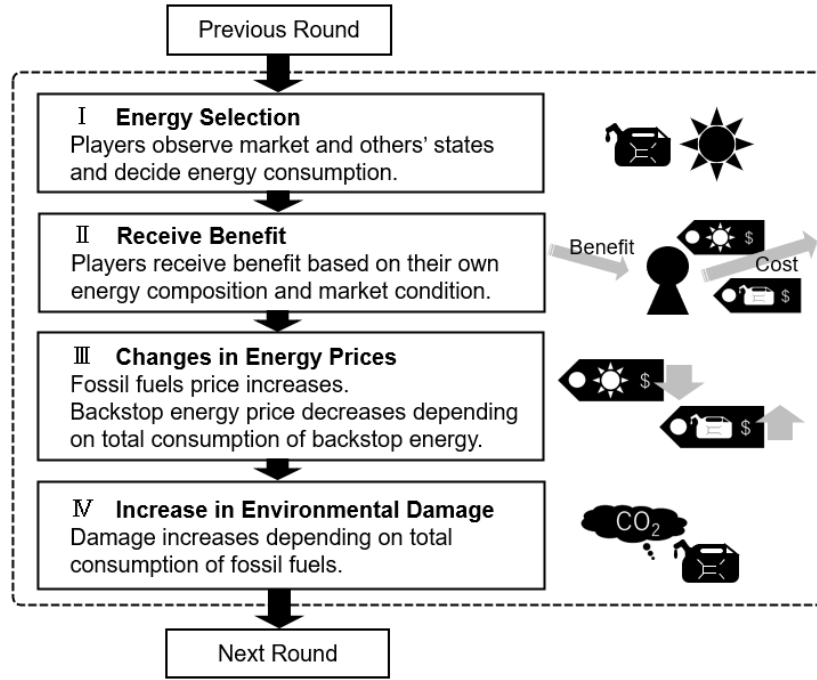 Previous Round
Ⅰ Energy Selection
Players observe market and others’ states
and decide energy consumption.
Ⅱ Receive Benefit
Players receive benefit based on their own
energy composition and market condition.
Benefit
$
Cost
$
Ⅲ Changes in Energy Prices
Fossil fuels price increases.
Backstop energy price decreases depending
on total consumption of backstop energy.
$
$
Ⅳ Increase in Environmental Damage
Damage increases depending on total
consumption of fossil fuels.
CO₂
Next Round